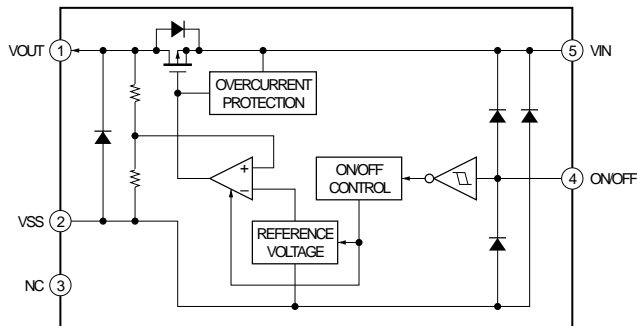 VOUT 1
5 VIN
OVERCURRENT
PROTECTION
+
−
ON/OFF
CONTROL
4 ON/OFF
VSS 2
REFERENCE
VOLTAGE
NC 3